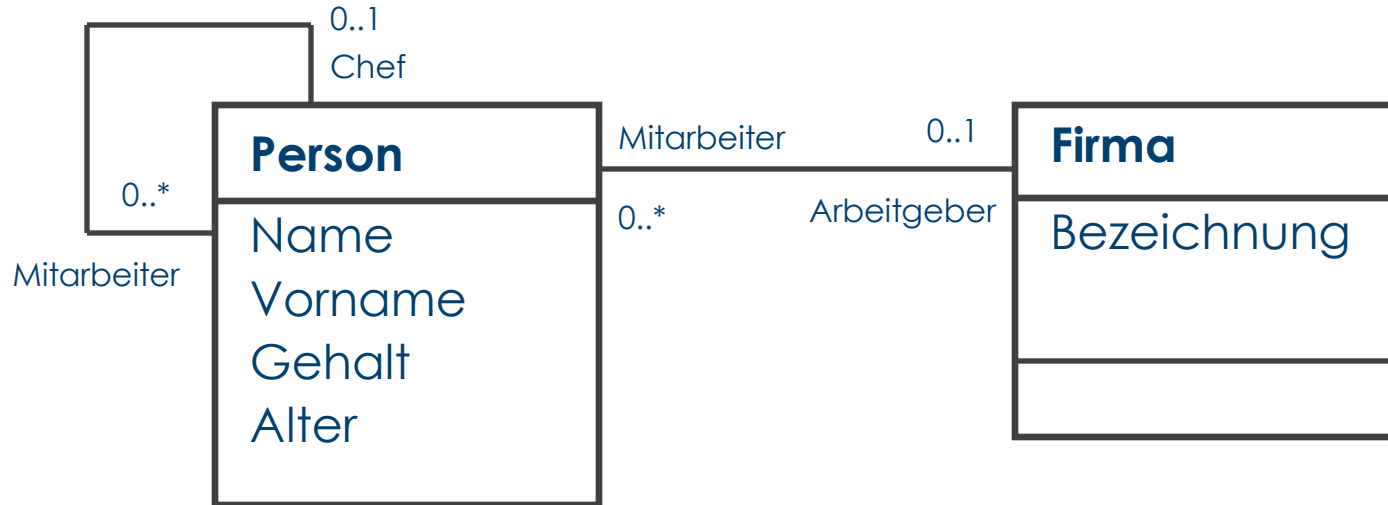 0..1
Chef
0..*
Mitarbeiter
Person
Name
Vorname
Gehalt
Alter
Mitarbeiter
0..1
0..*
Arbeitgeber
Firma
Bezeichnung